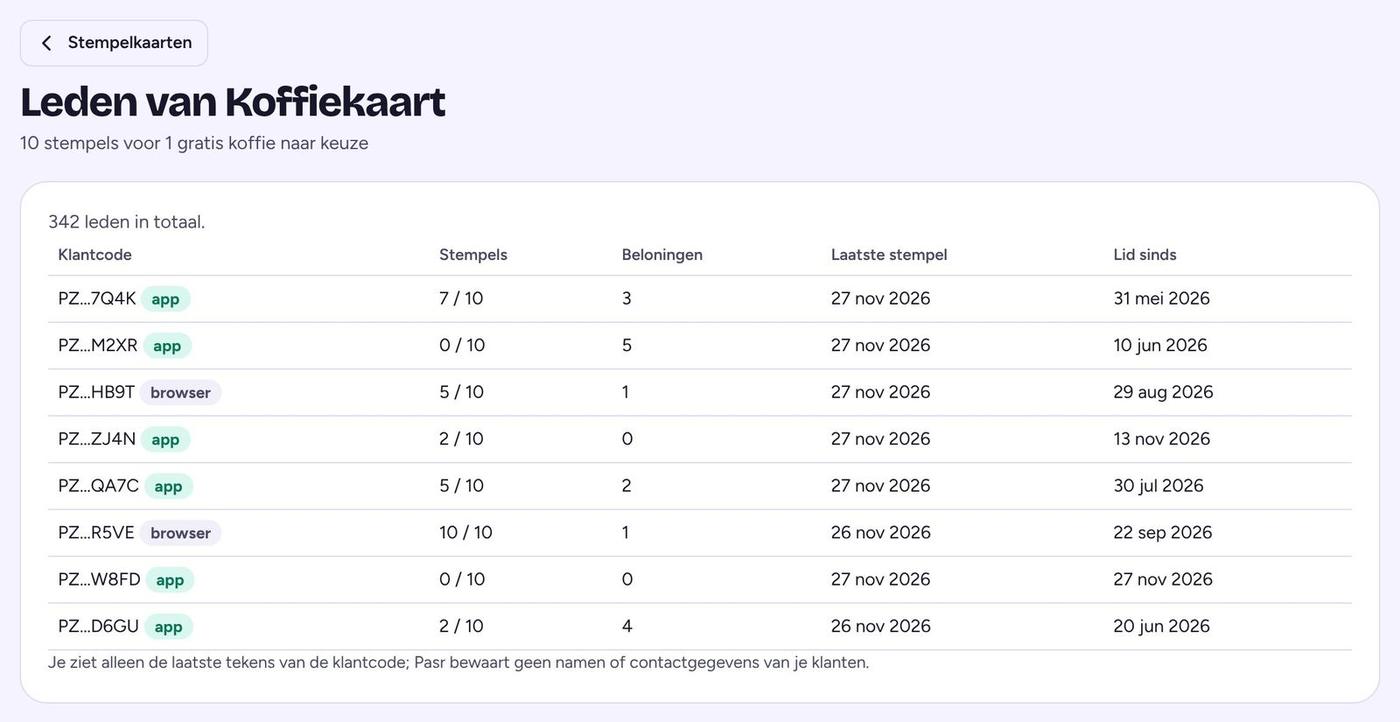 Stempelkaarten
Leden van Koffiekaart
10 stempels voor 1 gratis koffie naar keuze
342 leden in totaal.
Klantcode Stempels Beloningen Laatste stempel Lid sinds
PZ…7Q4K app 7 / 10 3 27 nov 2026 31 mei 2026
PZ…M2XR app 0 / 10 5 27 nov 2026 10 jun 2026
PZ…HB9T browser 5 / 10 1 27 nov 2026 29 aug 2026
PZ…ZJ4N app 2 / 10 0 27 nov 2026 13 nov 2026
PZ…QA7C app 5 / 10 2 27 nov 2026 30 jul 2026
PZ…R5VE browser 10 / 10 1 26 nov 2026 22 sep 2026
PZ…W8FD app 0 / 10 0 27 nov 2026 27 nov 2026
PZ…D6GU app 2 / 10 4 26 nov 2026 20 jun 2026
Je ziet alleen de laatste tekens van de klantcode; Pasr bewaart geen namen of contactgegevens van je klanten.